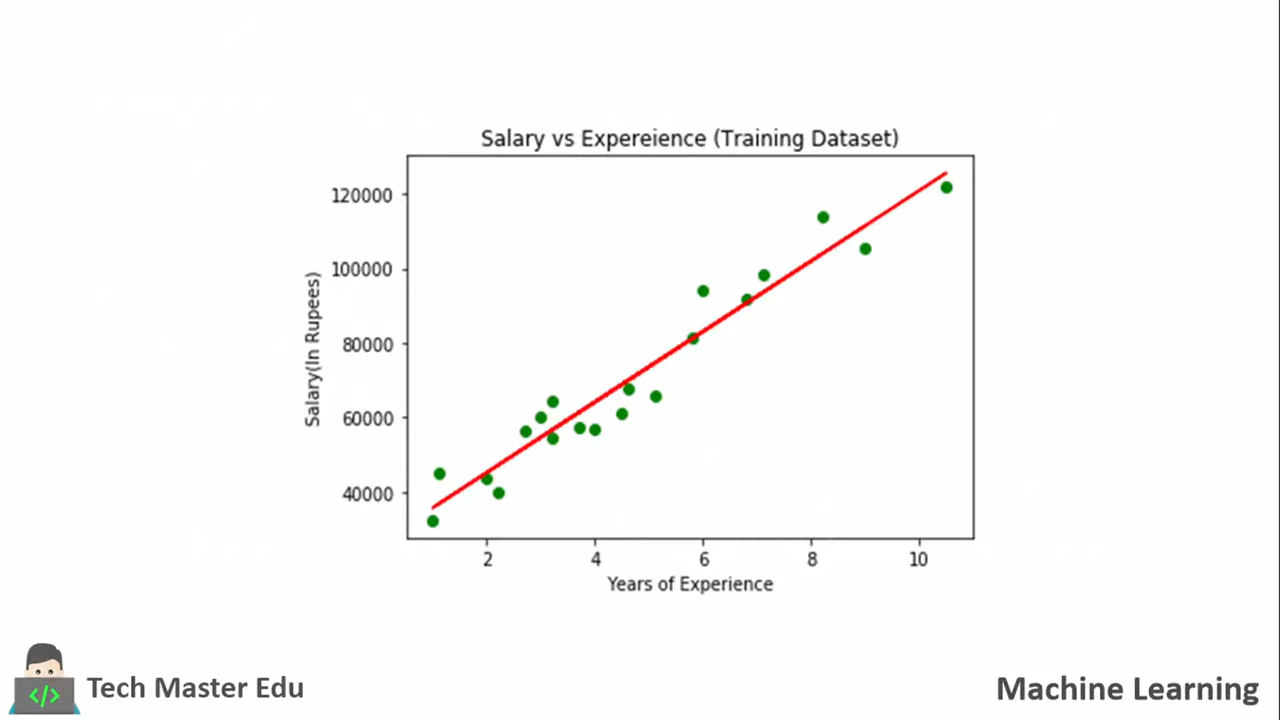 Salary vs Expereience (Training Dataset)
120000
100000
80000
60000
40000
Salary(In Rupees)
2 4 6 8 10
Years of Experience
</>
Tech Master Edu
Machine Learning